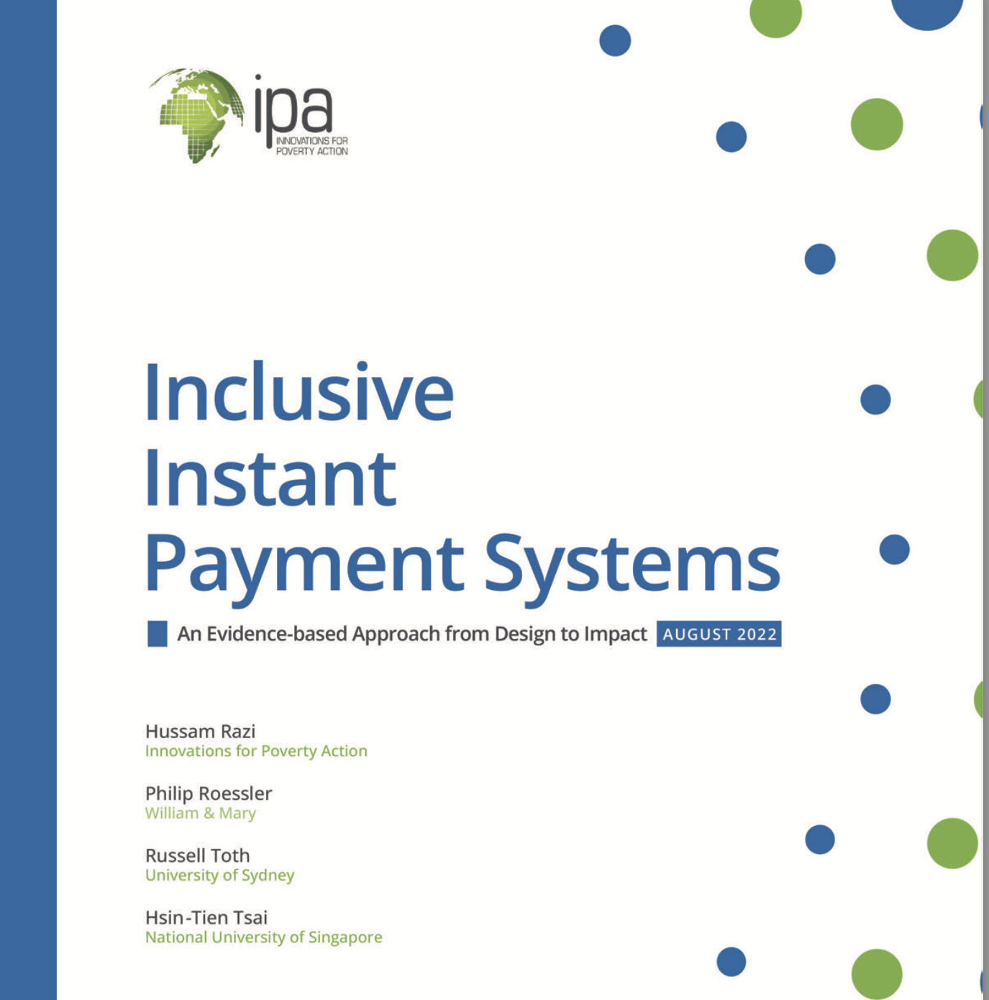 ipa
INNOVATIONS FOR
POVERTY ACTION
Inclusive
Instant
Payment Systems
An Evidence-based Approach from Design to Impact AUGUST 2022
Hussam Razi
Innovations for Poverty Action
Philip Roessler
William & Mary
Russell Toth
University of Sydney
Hsin-Tien Tsai
National University of Singapore